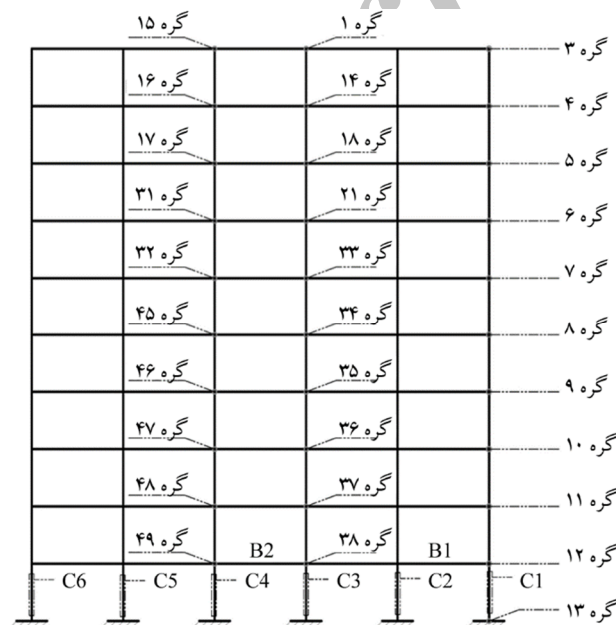 گره ۱۵
گره ۱
گره ۳
گره ۱۶
گره ۱۴
گره ۴
گره ۱۷
گره ۱۸
گره ۵
گره ۳۱
گره ۲۱
گره ۶
گره ۳۲
گره ۳۳
گره ۷
گره ۴۵
گره ۳۴
گره ۸
گره ۴۶
گره ۳۵
گره ۹
گره ۴۷
گره ۳۶
گره ۱۰
گره ۴۸
گره ۳۷
گره ۱۱
گره ۴۹
B2
گره ۳۸
B1
گره ۱۲
C6
C5
C4
C3
C2
C1
گره ۱۳